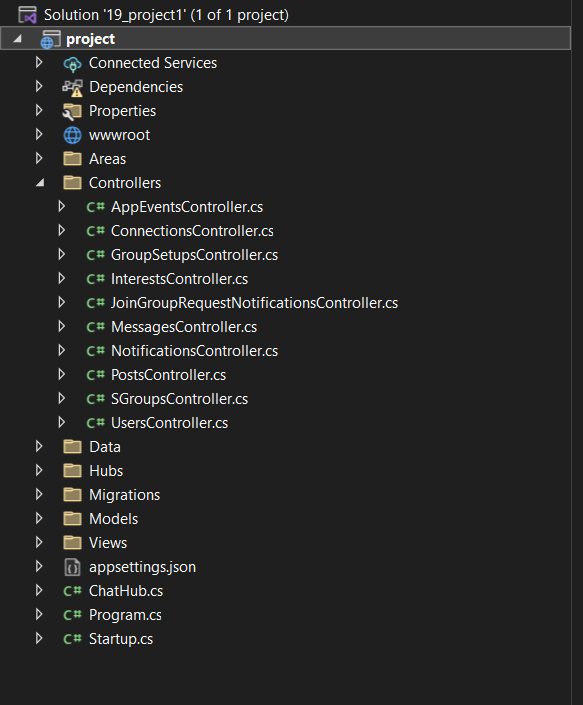 Solution '19_project1' (1 of 1 project)
project
Connected Services
Dependencies
Properties
wwwroot
Areas
Controllers
C# AppEventsController.cs
C# ConnectionsController.cs
C# GroupSetupsController.cs
C# InterestsController.cs
C# JoinGroupRequestNotificationsController.cs
C# MessagesController.cs
C# NotificationsController.cs
C# PostsController.cs
C# SGroupsController.cs
C# UsersController.cs
Data
Hubs
Migrations
Models
Views
appsettings.json
C# ChatHub.cs
C# Program.cs
C# Startup.cs